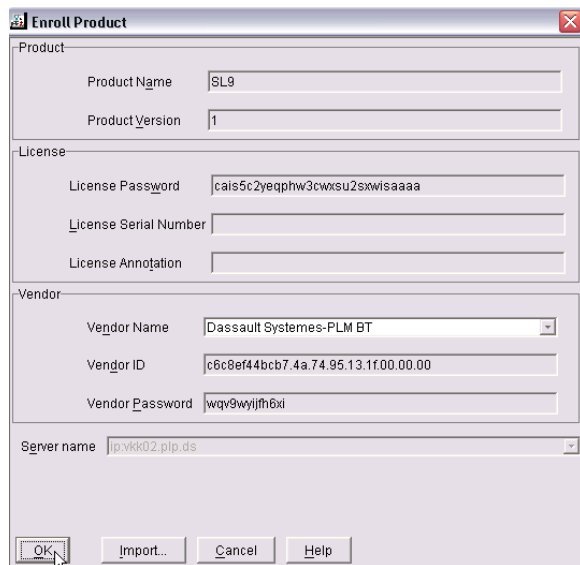 Enroll Product
Product
Product Name SL9
Product Version 1
License
License Password cais5c2yeqphw3cwxsu2sxwisaaaa
License Serial Number
License Annotation
Vendor
Vendor Name Dassault Systemes-PLM BT
Vendor ID c6c8ef44bcb7.4a.74.95.13.1f.00.00.00
Vendor Password wqv9wyijfh6xi
Server name ip:vkk02.plp.ds
OK Import... Cancel Help